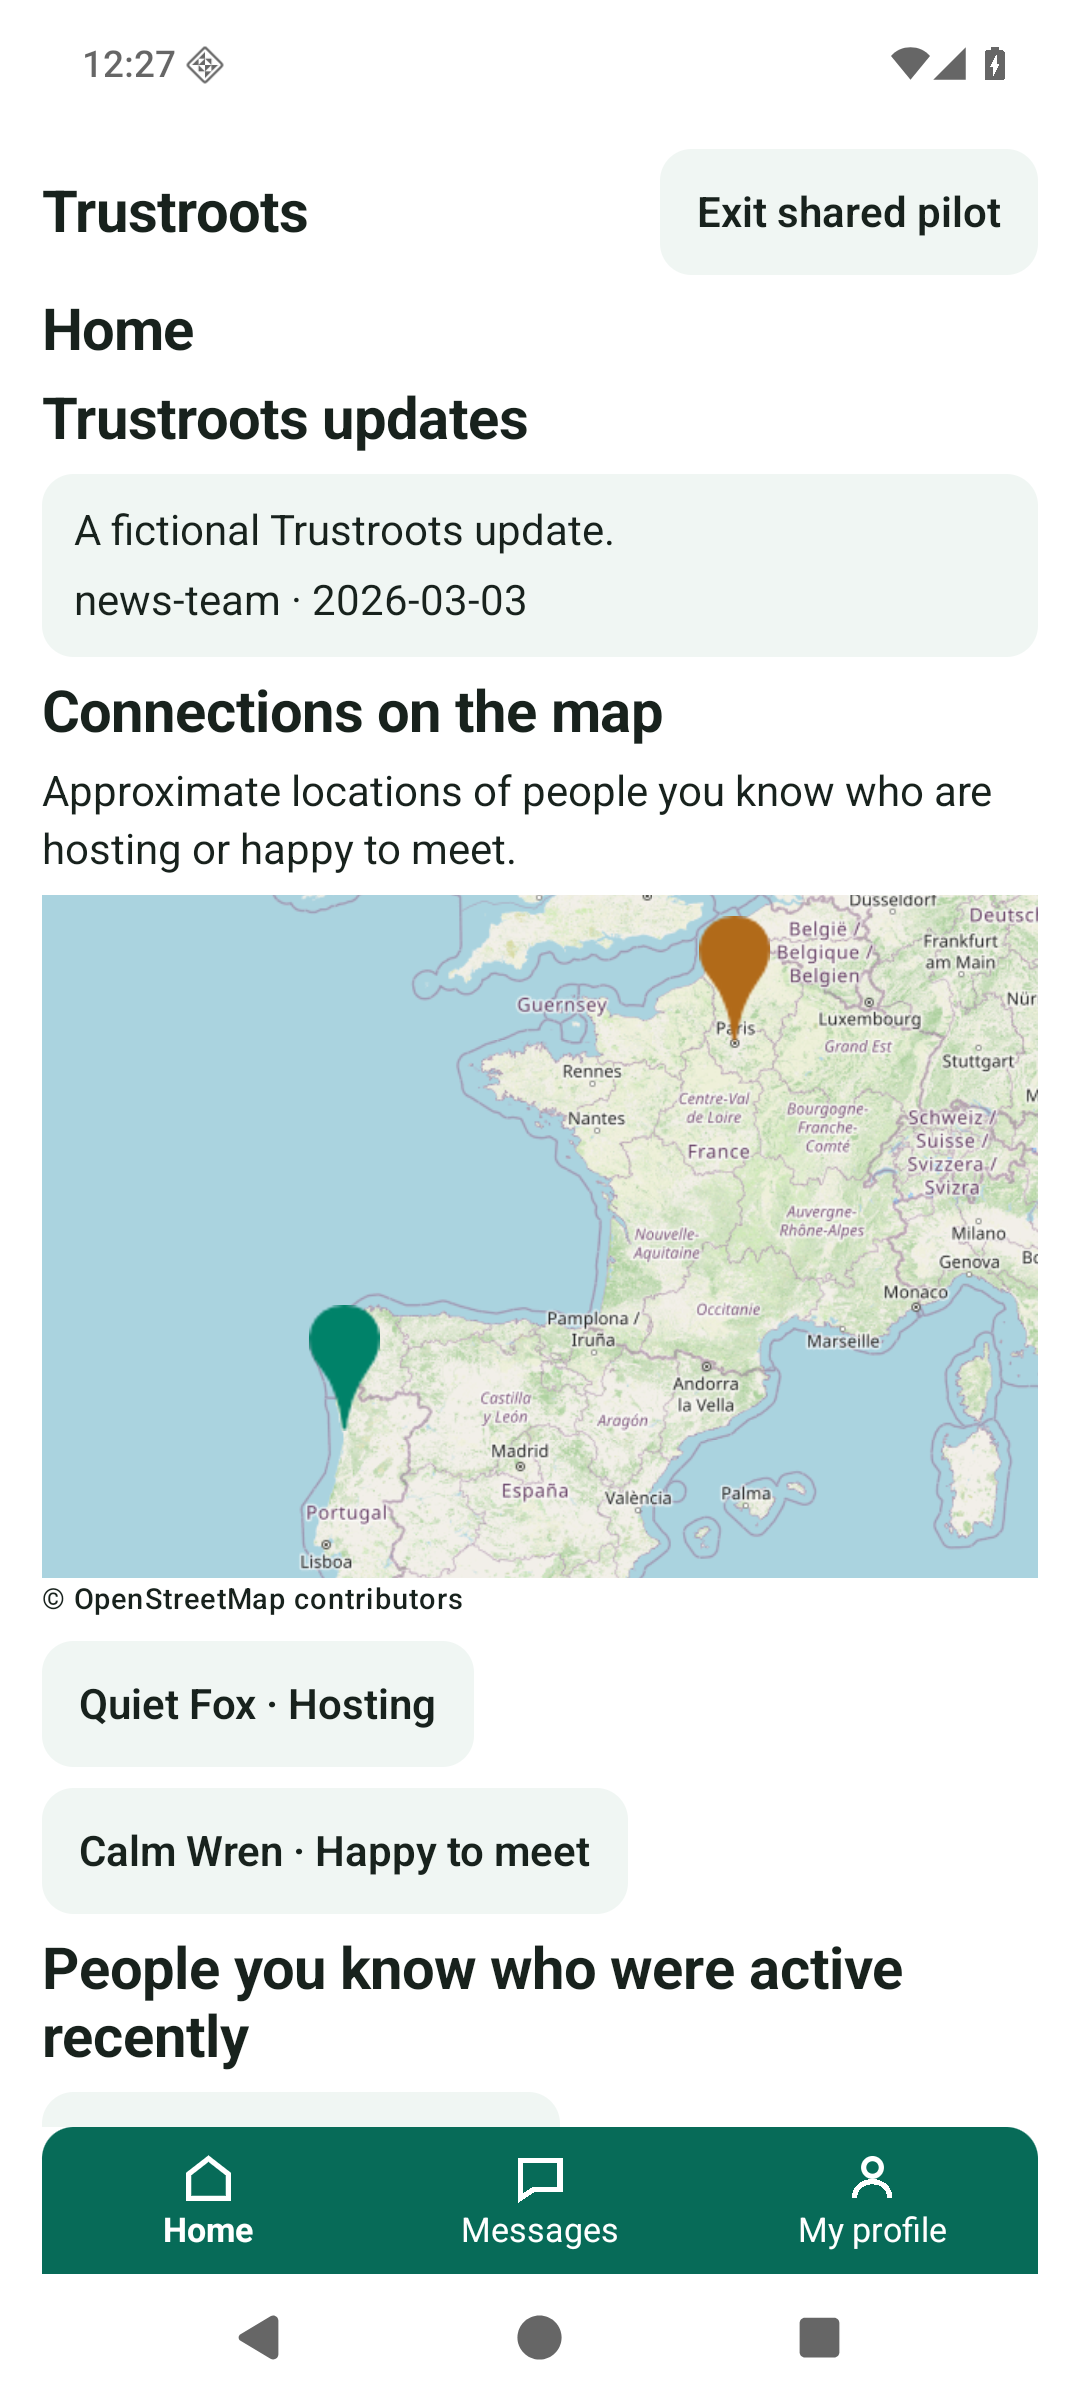 12:27
Trustroots
Exit shared pilot
Home
Trustroots updates
A fictional Trustroots update.
news-team · 2026-03-03
Connections on the map
Approximate locations of people you know who are
hosting or happy to meet.
Düsseldorf
België /
Belgique /
Belgien
Deutscl
Frankfurt
am Main
Guernsey
Nür
Luxembourg
Paris
Grand Est
Stuttgart
Rennes
Centre-Val
de Loire
Bourgogne-
Franche-
Comté
Nantes
Schweiz /
Suisse /
Svizzera /
Svizra
France
Auvergne-
Rhône-Alpes
Nouvelle-
Aquitaine
Milano
Genova
Bo
Monaco
Occitanie
Pamplona /
Iruña
Marseille
Andorra
la Vella
Castilla
y León
Aragón
Madrid
España
València
Palma
Portugal
Lisboa
© OpenStreetMap contributors
Quiet Fox · Hosting
Calm Wren · Happy to meet
People you know who were active
recently
Home
Messages
My profile